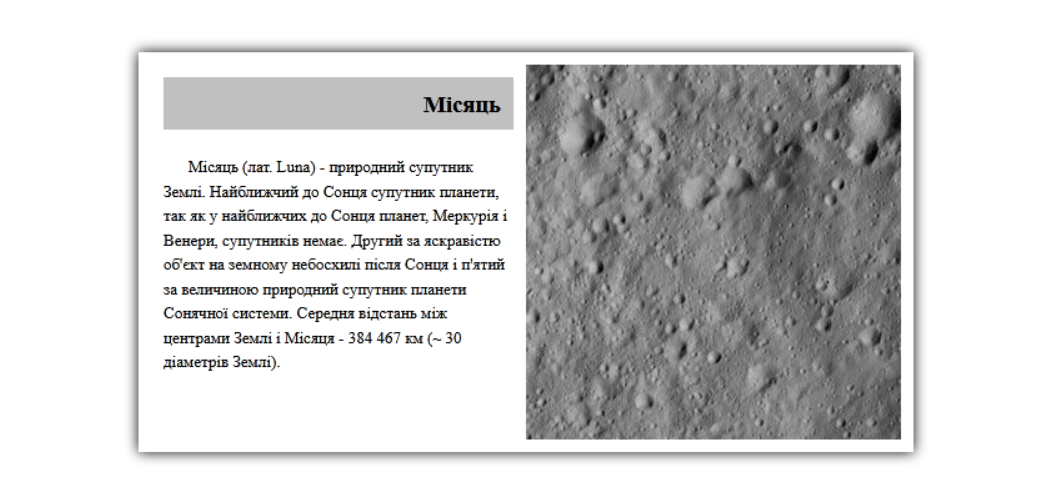 Місяць
Місяць (лат. Luna) - природний супутник
Землі. Найближчий до Сонця супутник планети,
так як у найближчих до Сонця планет, Меркурія і
Венери, супутників немає. Другий за яскравістю
об'єкт на земному небосхилі після Сонця і п'ятий
за величиною природний супутник планети
Сонячної системи. Середня відстань між
центрами Землі і Місяця - 384 467 км (~ 30
діаметрів Землі).